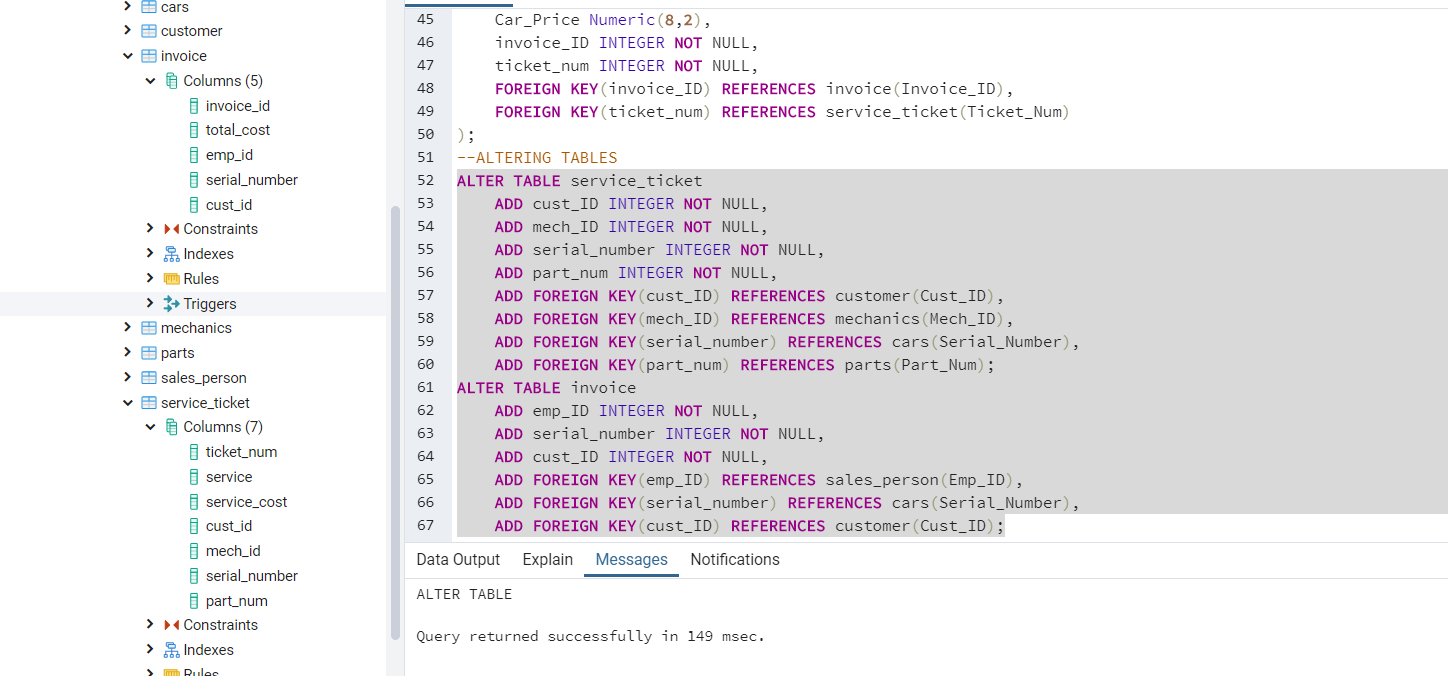 cars
customer
invoice
Columns (5)
invoice_id
total_cost
emp_id
serial_number
cust_id
Constraints
Indexes
Rules
Triggers
mechanics
parts
sales_person
service_ticket
Columns (7)
ticket_num
service
service_cost
cust_id
mech_id
serial_number
part_num
Constraints
Indexes
Rules
45 Car_Price Numeric(8,2),
46 invoice_ID INTEGER NOT NULL,
47 ticket_num INTEGER NOT NULL,
48 FOREIGN KEY(invoice_ID) REFERENCES invoice(Invoice_ID),
49 FOREIGN KEY(ticket_num) REFERENCES service_ticket(Ticket_Num)
50 );
51 --ALTERING TABLES
52 ALTER TABLE service_ticket
53 ADD cust_ID INTEGER NOT NULL,
54 ADD mech_ID INTEGER NOT NULL,
55 ADD serial_number INTEGER NOT NULL,
56 ADD part_num INTEGER NOT NULL,
57 ADD FOREIGN KEY(cust_ID) REFERENCES customer(Cust_ID),
58 ADD FOREIGN KEY(mech_ID) REFERENCES mechanics(Mech_ID),
59 ADD FOREIGN KEY(serial_number) REFERENCES cars(Serial_Number),
60 ADD FOREIGN KEY(part_num) REFERENCES parts(Part_Num);
61 ALTER TABLE invoice
62 ADD emp_ID INTEGER NOT NULL,
63 ADD serial_number INTEGER NOT NULL,
64 ADD cust_ID INTEGER NOT NULL,
65 ADD FOREIGN KEY(emp_ID) REFERENCES sales_person(Emp_ID),
66 ADD FOREIGN KEY(serial_number) REFERENCES cars(Serial_Number),
67 ADD FOREIGN KEY(cust_ID) REFERENCES customer(Cust_ID);
Data Output Explain Messages Notifications
ALTER TABLE
Query returned successfully in 149 msec.